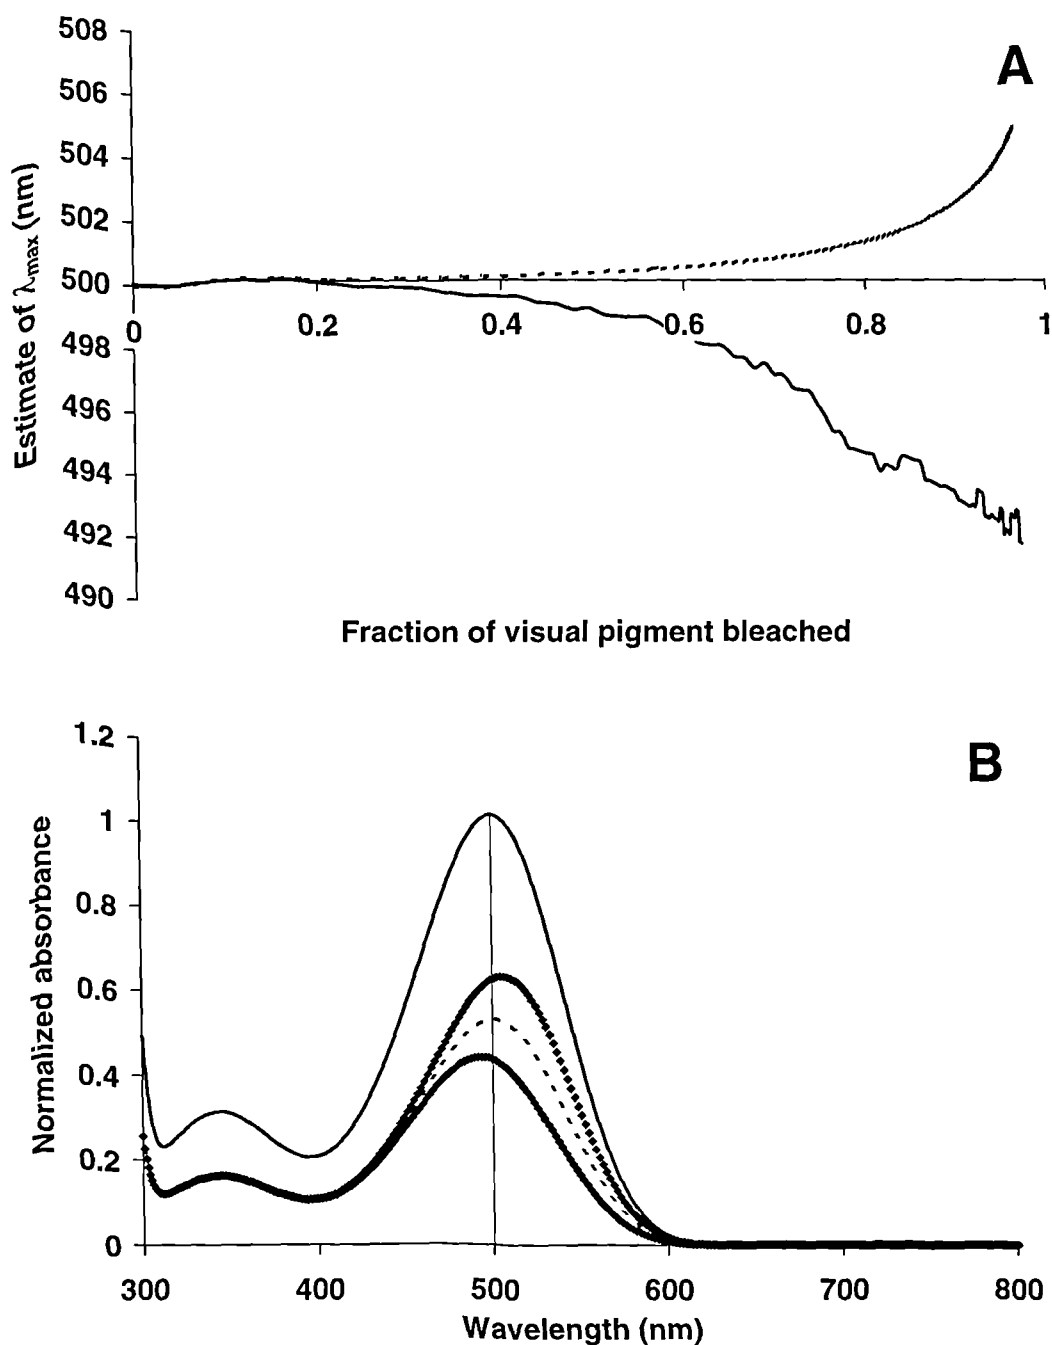 A
Estimate of λmax (nm)
508
506
504
502
500
498
496
494
492
490
0 0.2 0.4 0.6 0.8 1
Fraction of visual pigment bleached
B
Normalized absorbance
1.2
1
0.8
0.6
0.4
0.2
0
300 400 500 600 700 800
Wavelength (nm)